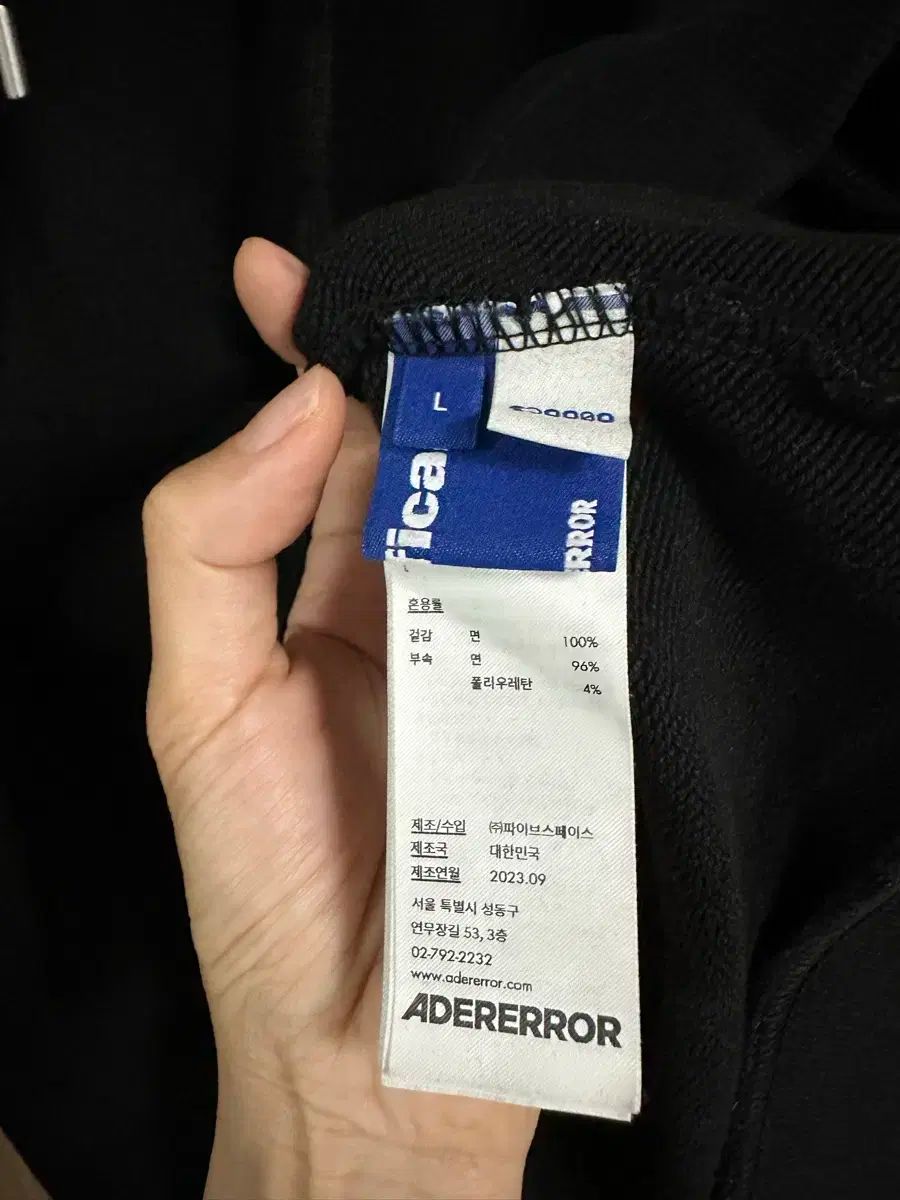 L
fica
ERROR
혼용률
겉감 면 100%
부속 면 96%
폴리우레탄 4%
제조/수입 ㈜파이브스페이스
제조국 대한민국
제조연월 2023.09
서울 특별시 성동구
연무장길 53, 3층
02-792-2232
www.adererror.com
ADERERROR